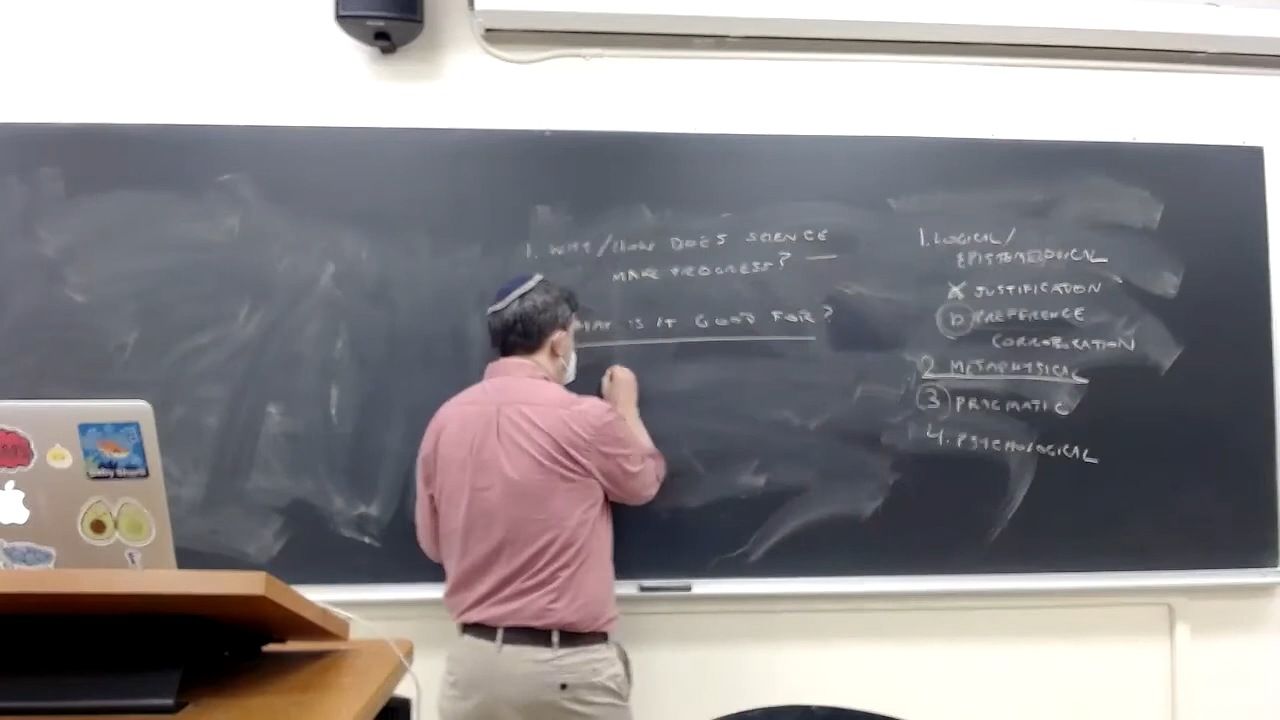 1. WHY/HOW DOES SCIENCE
MAKE PROGRESS? —
WHAT IS IT GOOD FOR?
1. LOGICAL/
EPISTEMOLOGICAL
X JUSTIFICATION
b PREFERENCE
CORROBORATION
2 METAPHYSICAL
3 PRAGMATIC
4. PSYCHOLOGICAL